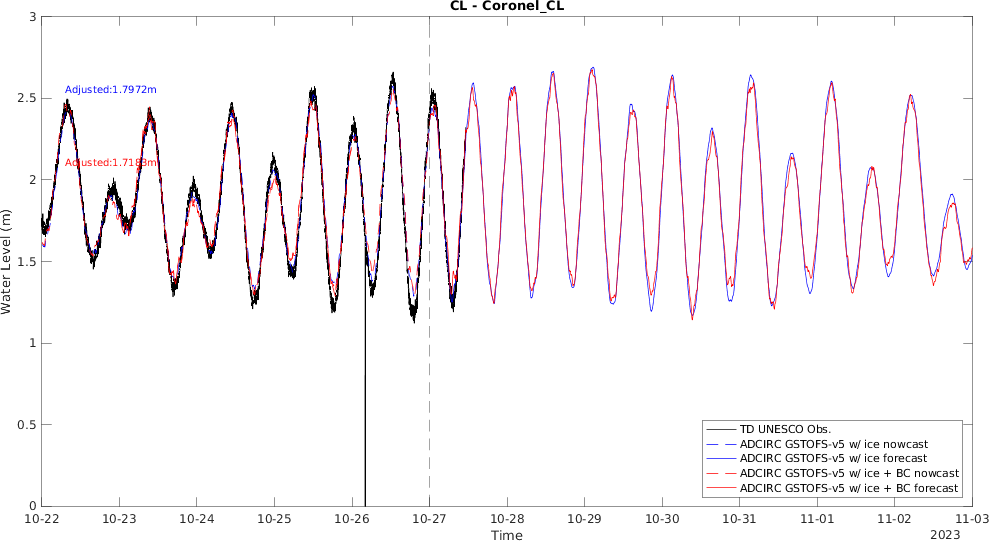 CL - Coronel_CL
3
2.5
2
1.5
1
0.5
0
Water Level (m)
Adjusted:1.7972m
Adjusted:1.7183m
TD UNESCO Obs.
ADCIRC GSTOFS-v5 w/ ice nowcast
ADCIRC GSTOFS-v5 w/ ice forecast
ADCIRC GSTOFS-v5 w/ ice + BC nowcast
ADCIRC GSTOFS-v5 w/ ice + BC forecast
10-22 10-23 10-24 10-25 10-26 10-27 10-28 10-29 10-30 10-31 11-01 11-02 11-03
Time
2023